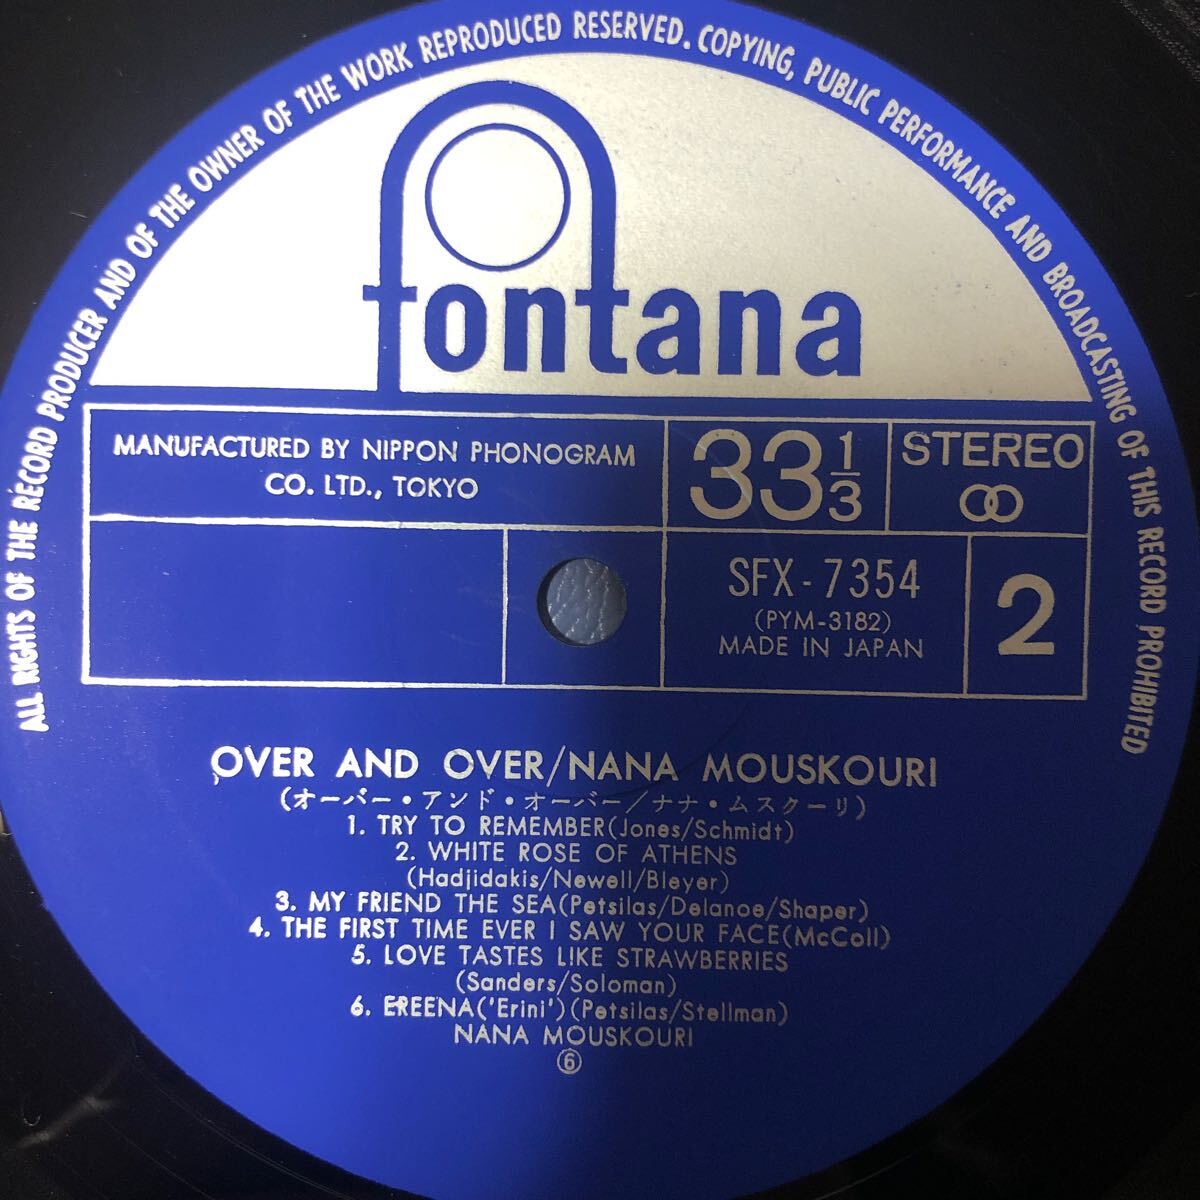 ALL RIGHTS OF THE RECORD PRODUCER AND OF THE OWNER OF THE WORK REPRODUCED RESERVED. COPYING, PUBLIC PERFORMANCE AND BROADCASTING OF THIS RECORD PROHIBITED
fontana
MANUFACTURED BY NIPPON PHONOGRAM
CO. LTD., TOKYO
33 1/3
STEREO
SFX-7354
(PYM-3182)
MADE IN JAPAN
2
OVER AND OVER/NANA MOUSKOURI
(オーバー・アンド・オーバー/ナナ・ムスクーリ)
1. TRY TO REMEMBER(Jones/Schmidt)
2. WHITE ROSE OF ATHENS
(Hadjidakis/Newell/Bleyer)
3. MY FRIEND THE SEA(Petsilas/Delanoe/Shaper)
4. THE FIRST TIME EVER I SAW YOUR FACE(McColl)
5. LOVE TASTES LIKE STRAWBERRIES
(Sanders/Soloman)
6. EREENA('Erini')(Petsilas/Stellman)
NANA MOUSKOURI
⑥